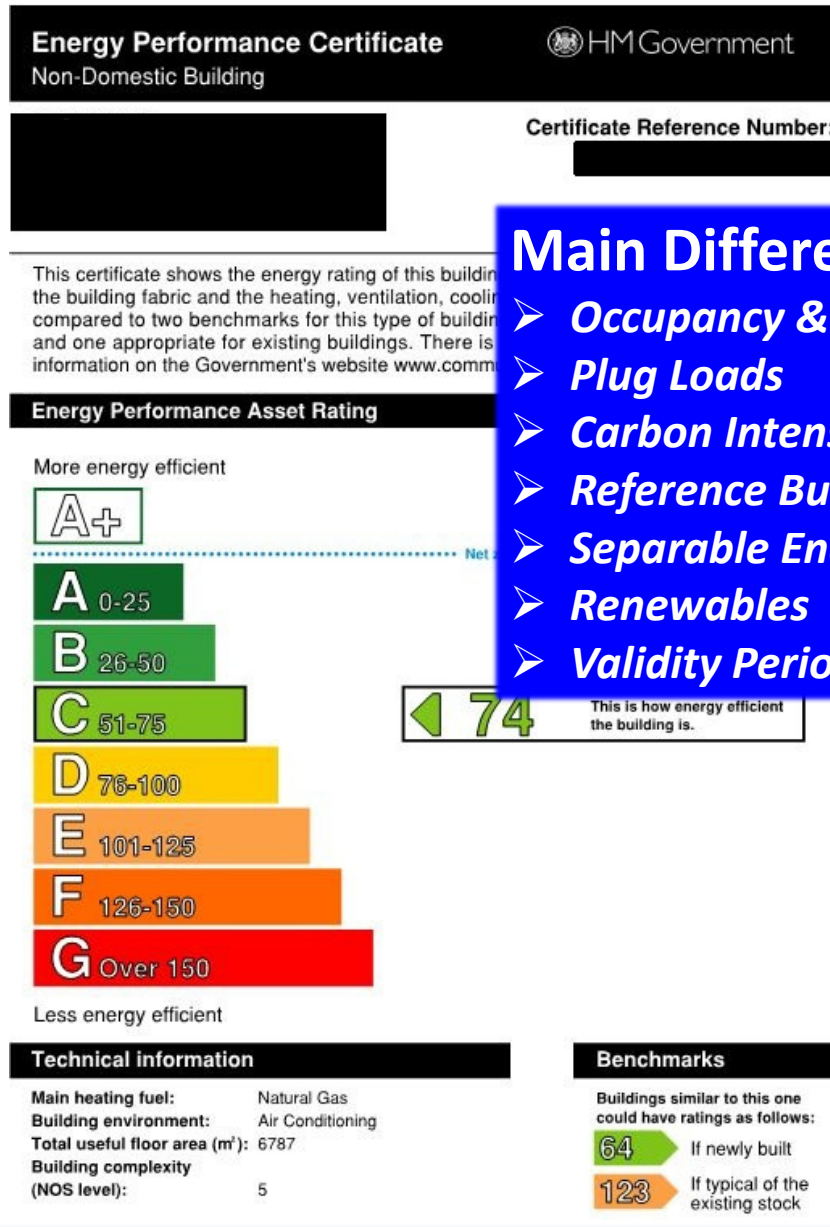 Energy Performance Certificate
HM Government
Non-Domestic Building
Certificate Reference Number:
This certificate shows the energy rating of this buildin
the building fabric and the heating, ventilation, coolin
compared to two benchmarks for this type of buildin
and one appropriate for existing buildings. There is
information on the Government's website www.comm
Main Differe
➢ Occupancy &
➢ Plug Loads
➢ Carbon Intens
➢ Reference Bu
➢ Separable En
➢ Renewables
➢ Validity Perio
Energy Performance Asset Rating
More energy efficient
A+
Net
A 0-25
B 26-50
C 51-75
74
This is how energy efficient
the building is.
D 76-100
E 101-125
F 126-150
G Over 150
Less energy efficient
Technical information
Main heating fuel: Natural Gas
Building environment: Air Conditioning
Total useful floor area (m²): 6787
Building complexity
(NOS level): 5
Benchmarks
Buildings similar to this one
could have ratings as follows:
64 If newly built
123 If typical of the
existing stock